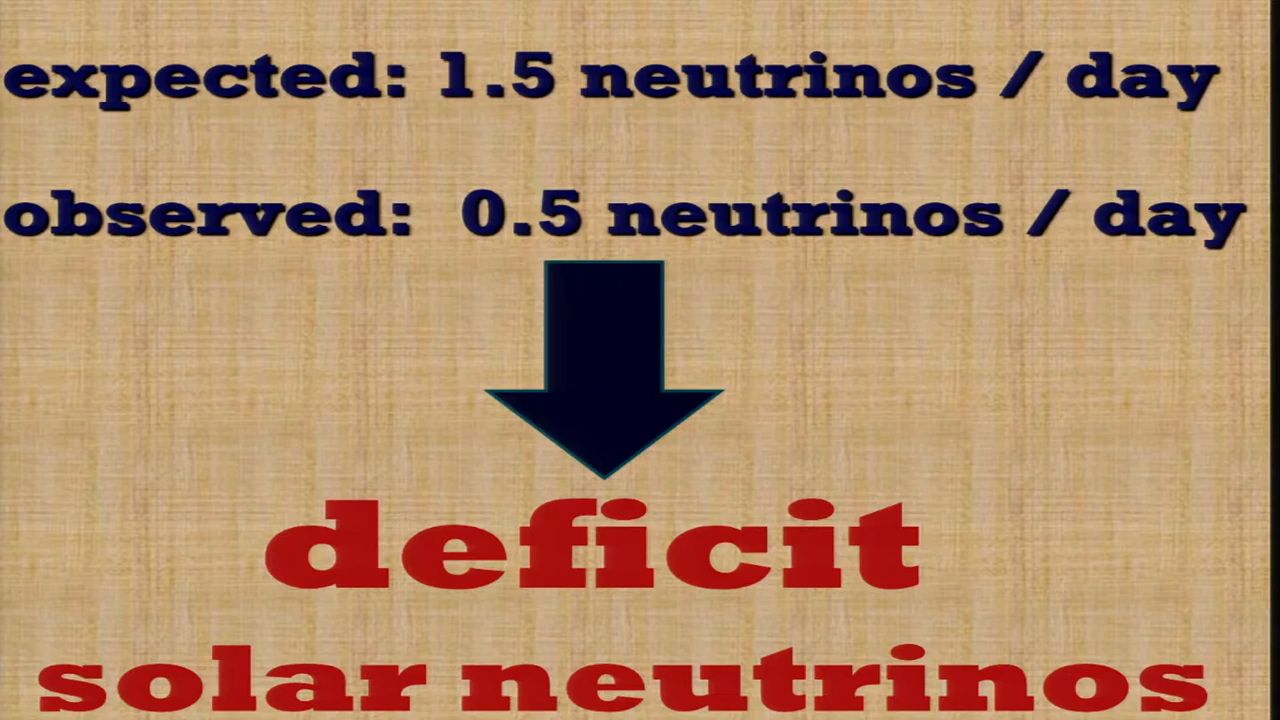 expected: 1.5 neutrinos / day
observed: 0.5 neutrinos / day
deficit
solar neutrinos